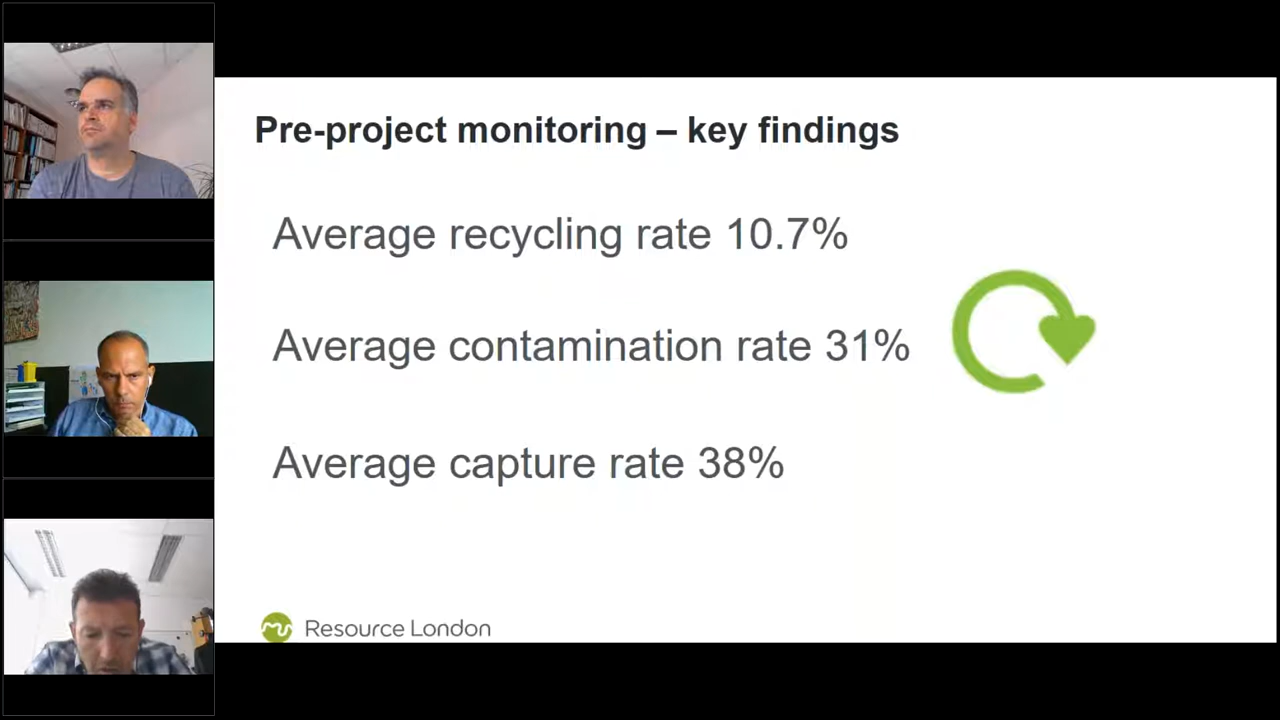 Pre-project monitoring – key findings
Average recycling rate 10.7%
Average contamination rate 31%
Average capture rate 38%
Resource London